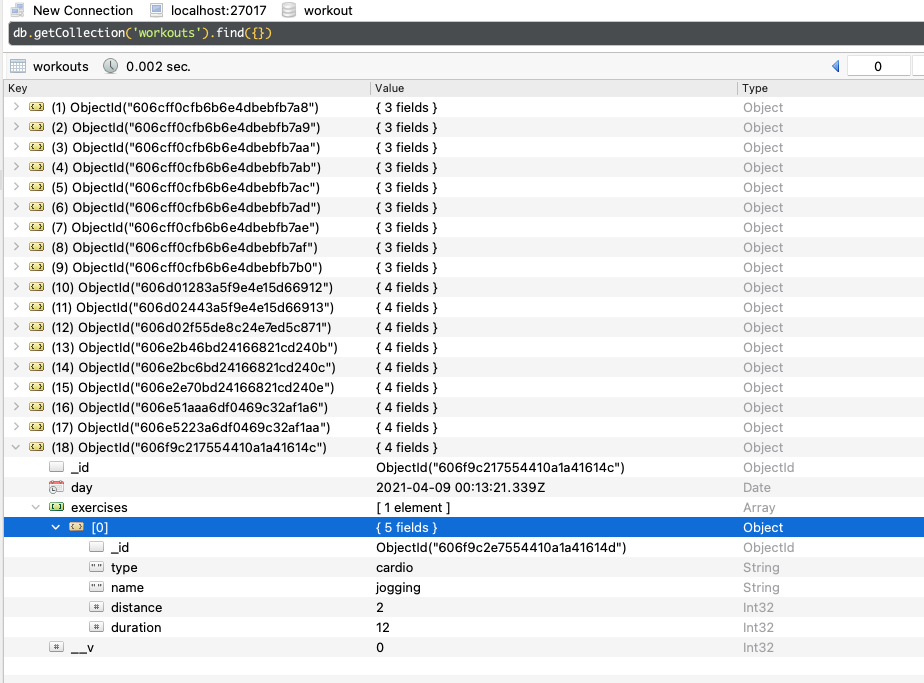 New Connection localhost:27017 workout
db.getCollection('workouts').find({})
workouts 0.002 sec. 0
Key Value Type
(1) ObjectId("606cff0cfb6b6e4dbebfb7a8") { 3 fields } Object
(2) ObjectId("606cff0cfb6b6e4dbebfb7a9") { 3 fields } Object
(3) ObjectId("606cff0cfb6b6e4dbebfb7aa") { 3 fields } Object
(4) ObjectId("606cff0cfb6b6e4dbebfb7ab") { 3 fields } Object
(5) ObjectId("606cff0cfb6b6e4dbebfb7ac") { 3 fields } Object
(6) ObjectId("606cff0cfb6b6e4dbebfb7ad") { 3 fields } Object
(7) ObjectId("606cff0cfb6b6e4dbebfb7ae") { 3 fields } Object
(8) ObjectId("606cff0cfb6b6e4dbebfb7af") { 3 fields } Object
(9) ObjectId("606cff0cfb6b6e4dbebfb7b0") { 3 fields } Object
(10) ObjectId("606d01283a5f9e4e15d66912") { 4 fields } Object
(11) ObjectId("606d02443a5f9e4e15d66913") { 4 fields } Object
(12) ObjectId("606d02f55de8c24e7ed5c871") { 4 fields } Object
(13) ObjectId("606e2b46bd24166821cd240b") { 4 fields } Object
(14) ObjectId("606e2bc6bd24166821cd240c") { 4 fields } Object
(15) ObjectId("606e2e70bd24166821cd240e") { 4 fields } Object
(16) ObjectId("606e51aaa6df0469c32af1a6") { 4 fields } Object
(17) ObjectId("606e5223a6df0469c32af1aa") { 4 fields } Object
(18) ObjectId("606f9c217554410a1a41614c") { 4 fields } Object
_id ObjectId("606f9c217554410a1a41614c") ObjectId
day 2021-04-09 00:13:21.339Z Date
exercises [ 1 element ] Array
[0] { 5 fields } Object
_id ObjectId("606f9c2e7554410a1a41614d") ObjectId
type cardio String
name jogging String
distance 2 Int32
duration 12 Int32
__v 0 Int32